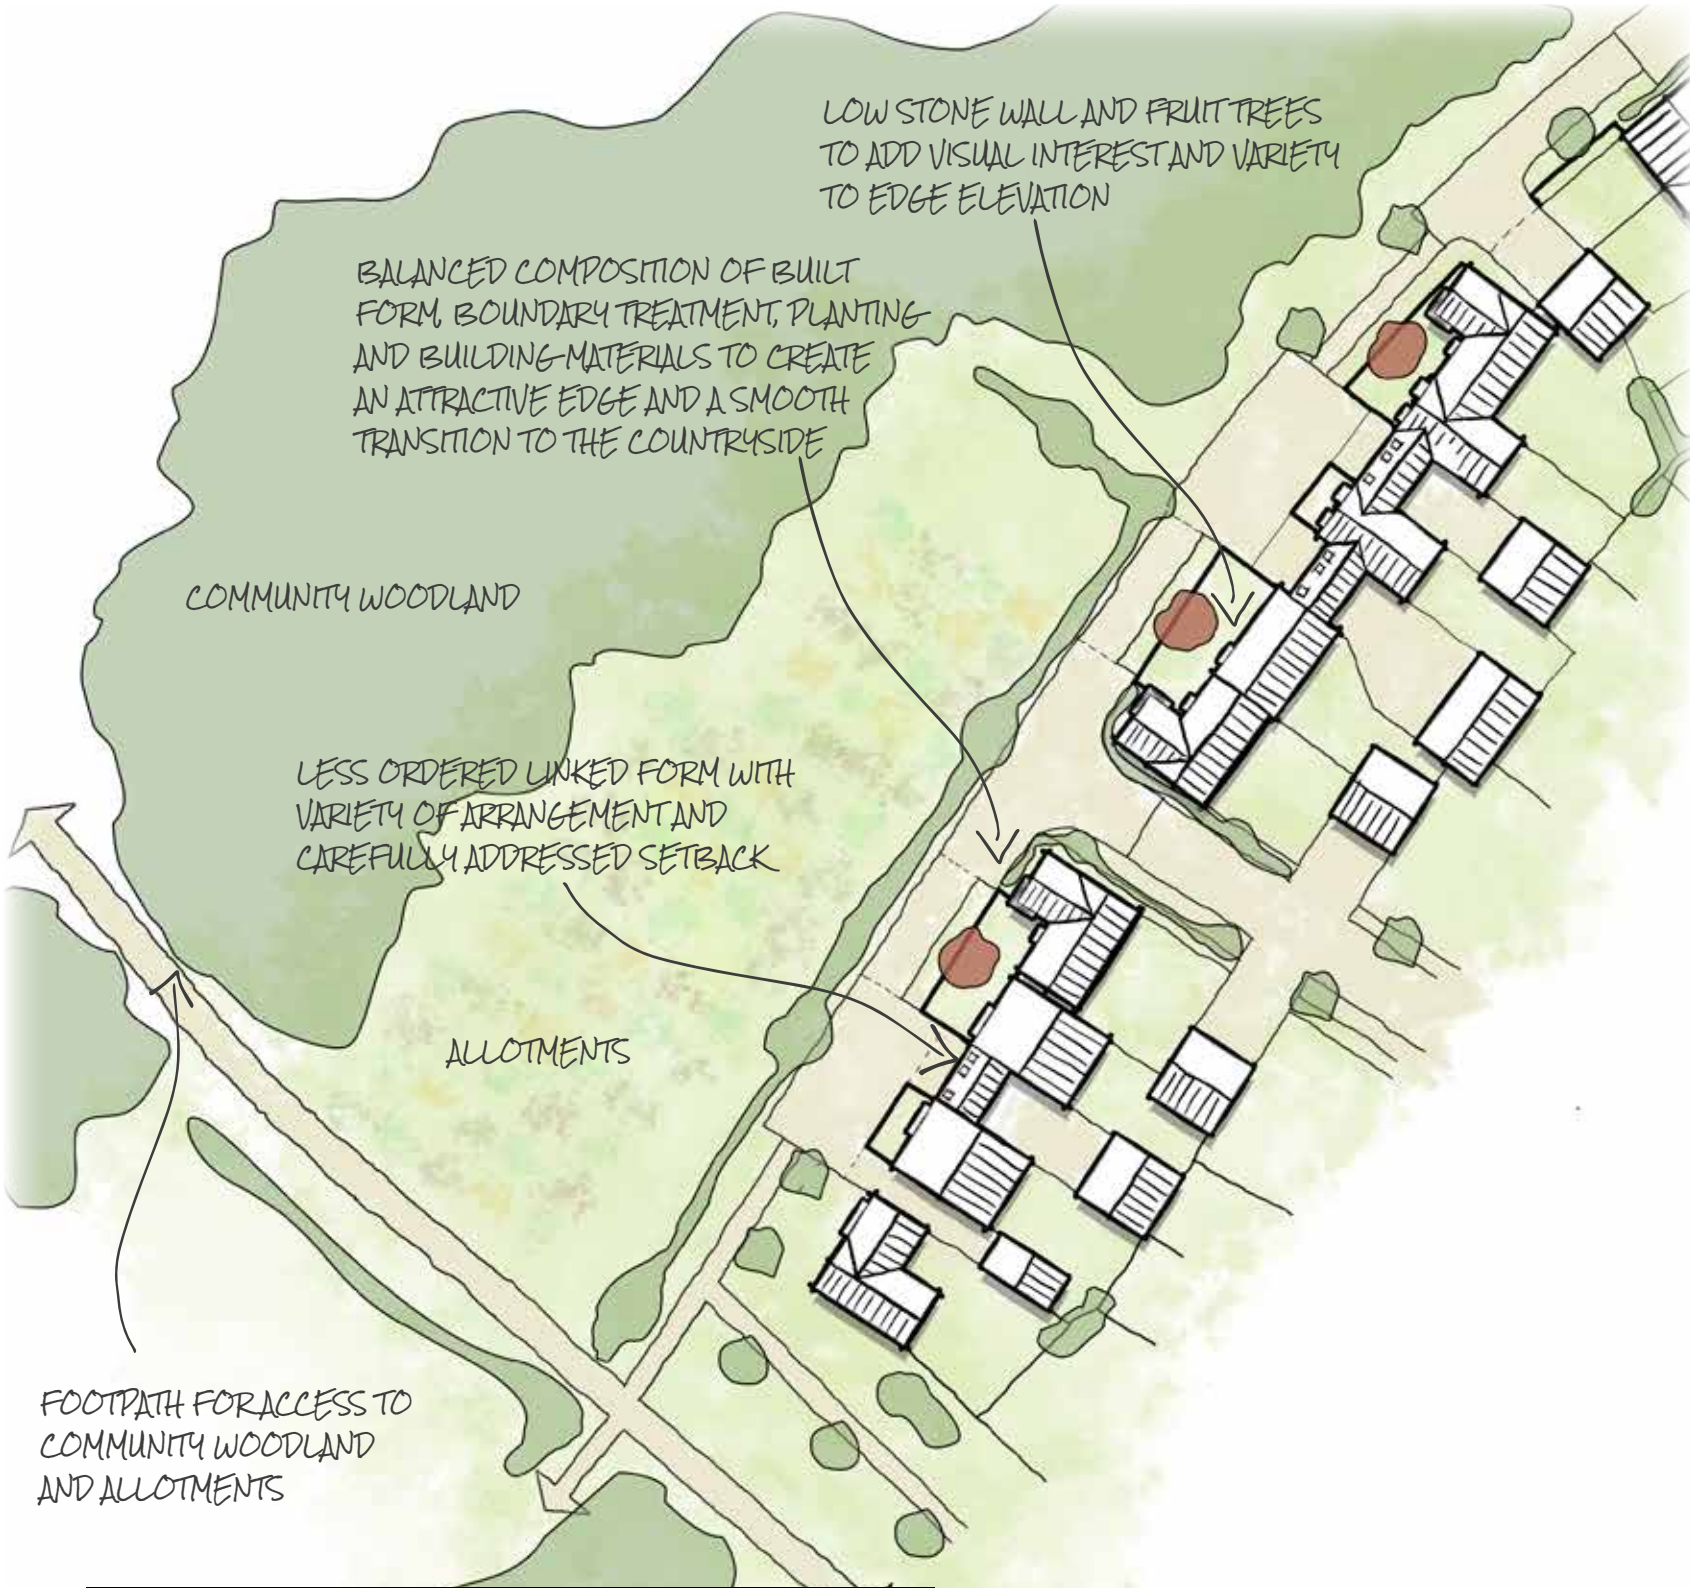 LOW STONE WALL AND FRUIT TREES
TO ADD VISUAL INTEREST AND VARIETY
TO EDGE ELEVATION
BALANCED COMPOSITION OF BUILT
FORM, BOUNDARY TREATMENT, PLANTING
AND BUILDING MATERIALS TO CREATE
AN ATTRACTIVE EDGE AND A SMOOTH
TRANSITION TO THE COUNTRYSIDE
COMMUNITY WOODLAND
LESS ORDERED LINKED FORM WITH
VARIETY OF ARRANGEMENT AND
CAREFULLY ADDRESSED SETBACK
ALLOTMENTS
FOOTPATH FOR ACCESS TO
COMMUNITY WOODLAND
AND ALLOTMENTS